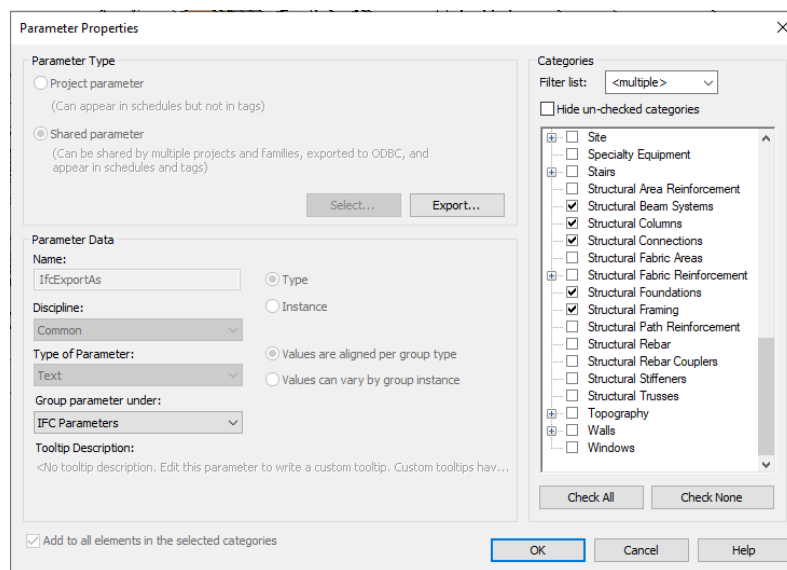 Parameter Properties
Parameter Type
Project parameter
(Can appear in schedules but not in tags)
Shared parameter
(Can be shared by multiple projects and families, exported to ODBC, and
appear in schedules and tags)
Select...
Export...
Parameter Data
Name:
IfcExportAs
Type
Discipline:
Instance
Common
Type of Parameter:
Values are aligned per group type
Text
Values can vary by group instance
Group parameter under:
IFC Parameters
Tooltip Description:
<No tooltip description. Edit this parameter to write a custom tooltip. Custom tooltips hav...
Add to all elements in the selected categories
Categories
Filter list:
<multiple>
Hide un-checked categories
Site
Specialty Equipment
Stairs
Structural Area Reinforcement
Structural Beam Systems
Structural Columns
Structural Connections
Structural Fabric Areas
Structural Fabric Reinforcement
Structural Foundations
Structural Framing
Structural Path Reinforcement
Structural Rebar
Structural Rebar Couplers
Structural Stiffeners
Structural Trusses
Topography
Walls
Windows
Check All
Check None
OK
Cancel
Help